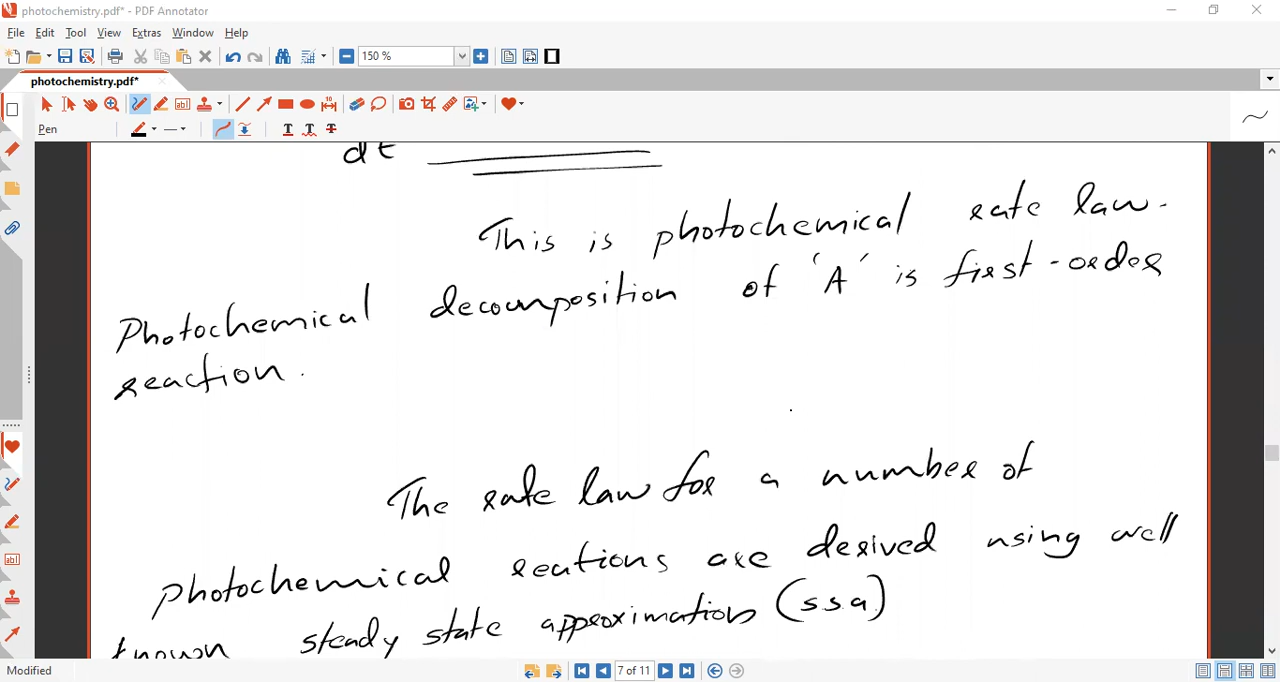 photochemistry.pdf* - PDF Annotator
File Edit Tool View Extras Window Help
150 %
photochemistry.pdf*
Pen
dt
This is photochemical rate law.
Photochemical decomposition of 'A' is first-order
reaction.
The rate law for a number of
photochemical reations are derived using well
known steady state approximation (s.s.a.)
Modified
7 of 11